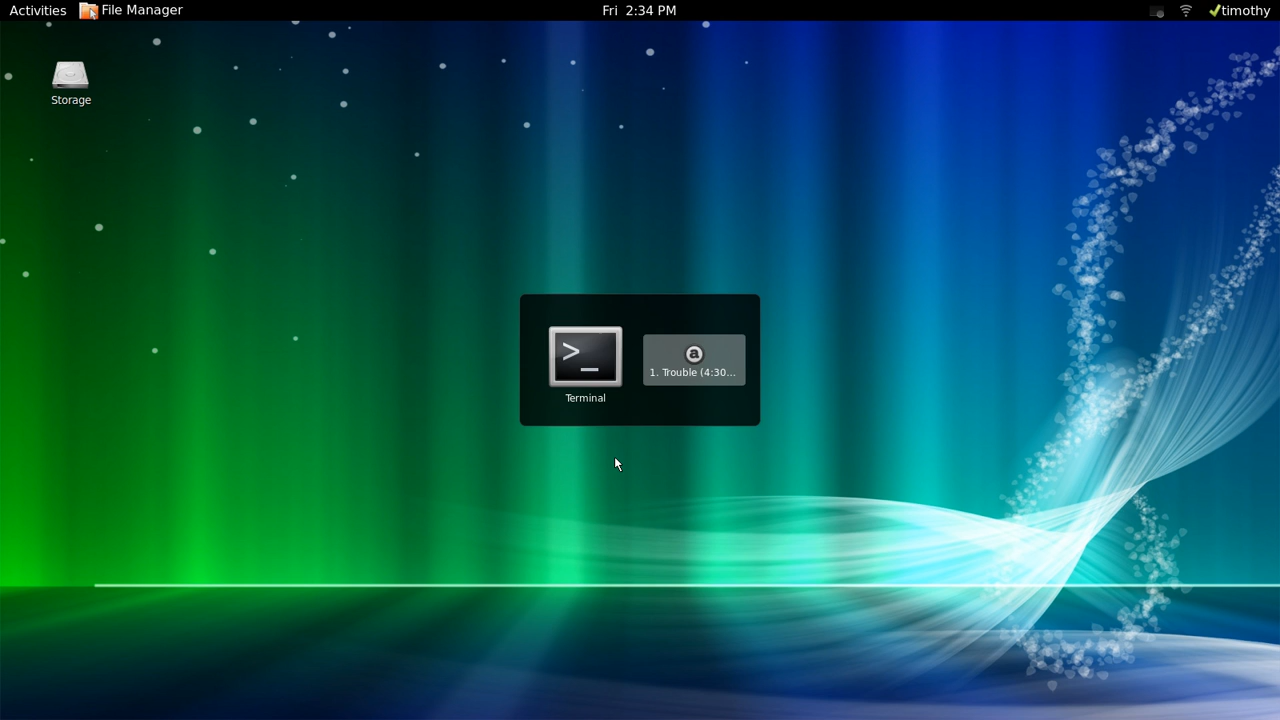 Activities File Manager Fri 2:34 PM timothy
Storage
>_
a
1. Trouble (4:30...
Terminal